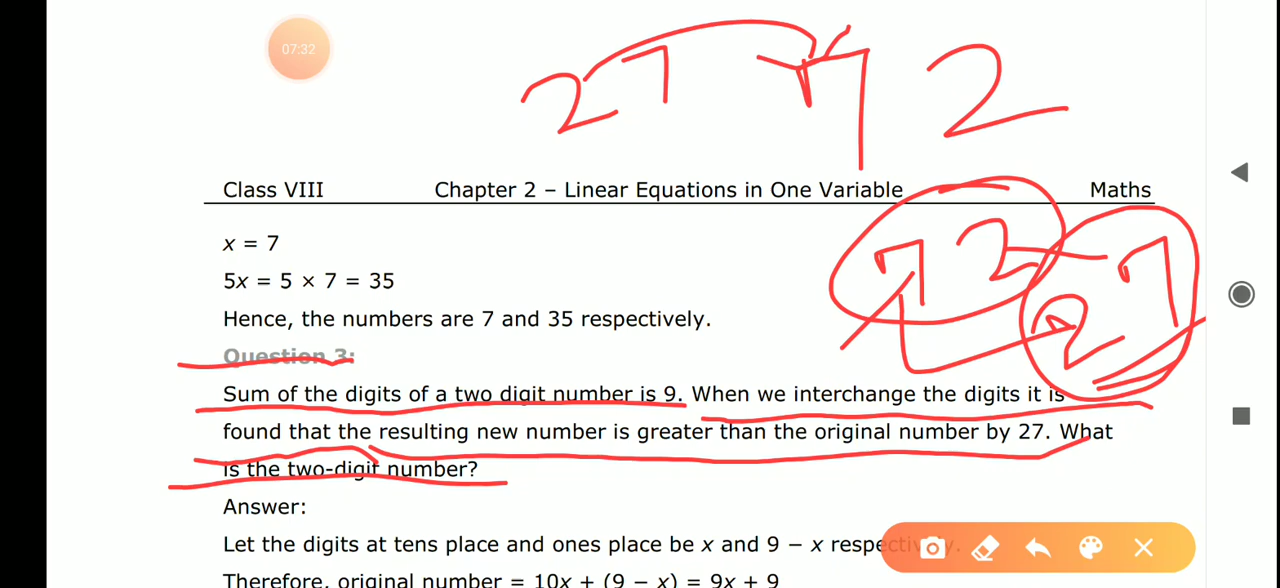 07:32
27 72
Class VIII Chapter 2 – Linear Equations in One Variable Maths
x = 7
72
27
5x = 5 × 7 = 35
Hence, the numbers are 7 and 35 respectively.
Question 3:
Sum of the digits of a two digit number is 9. When we interchange the digits it is
found that the resulting new number is greater than the original number by 27. What
is the two-digit number?
Answer:
Let the digits at tens place and ones place be x and 9 − x respectively.
Therefore, original number = 10x + (9 − x) = 9x + 9